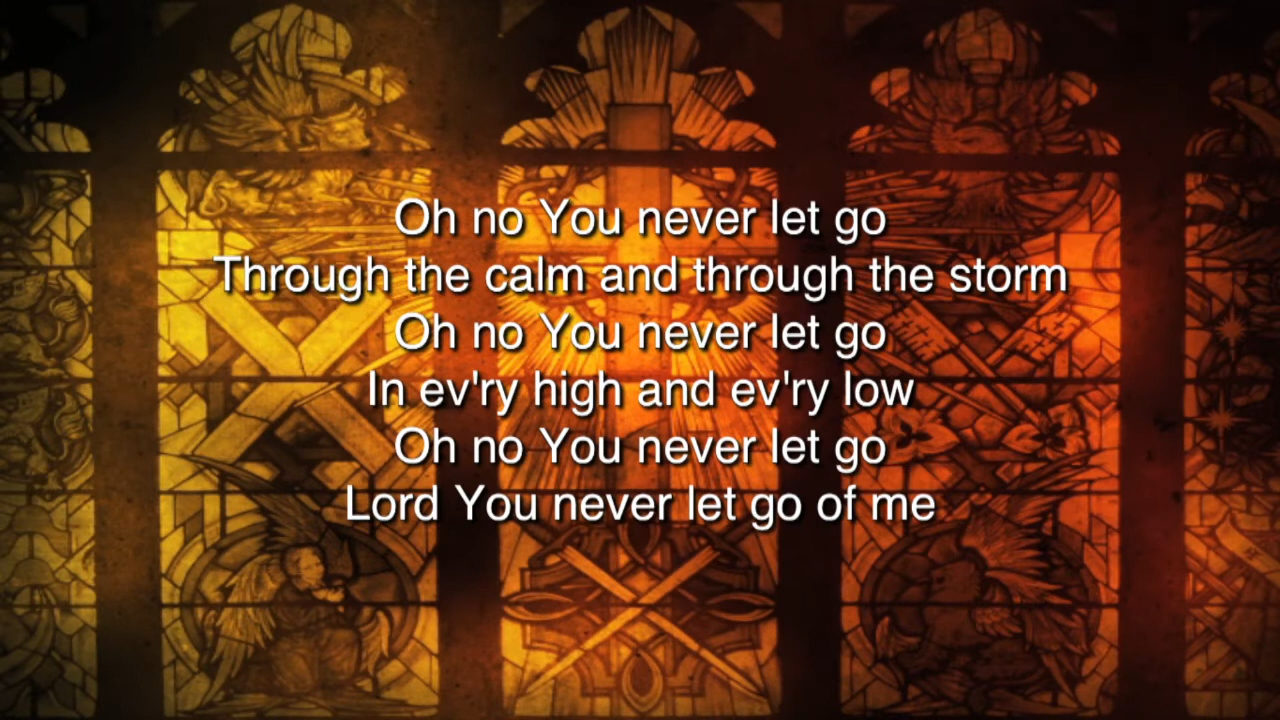 Oh no You never let go
Through the calm and through the storm
Oh no You never let go
In ev'ry high and ev'ry low
Oh no You never let go
Lord You never let go of me